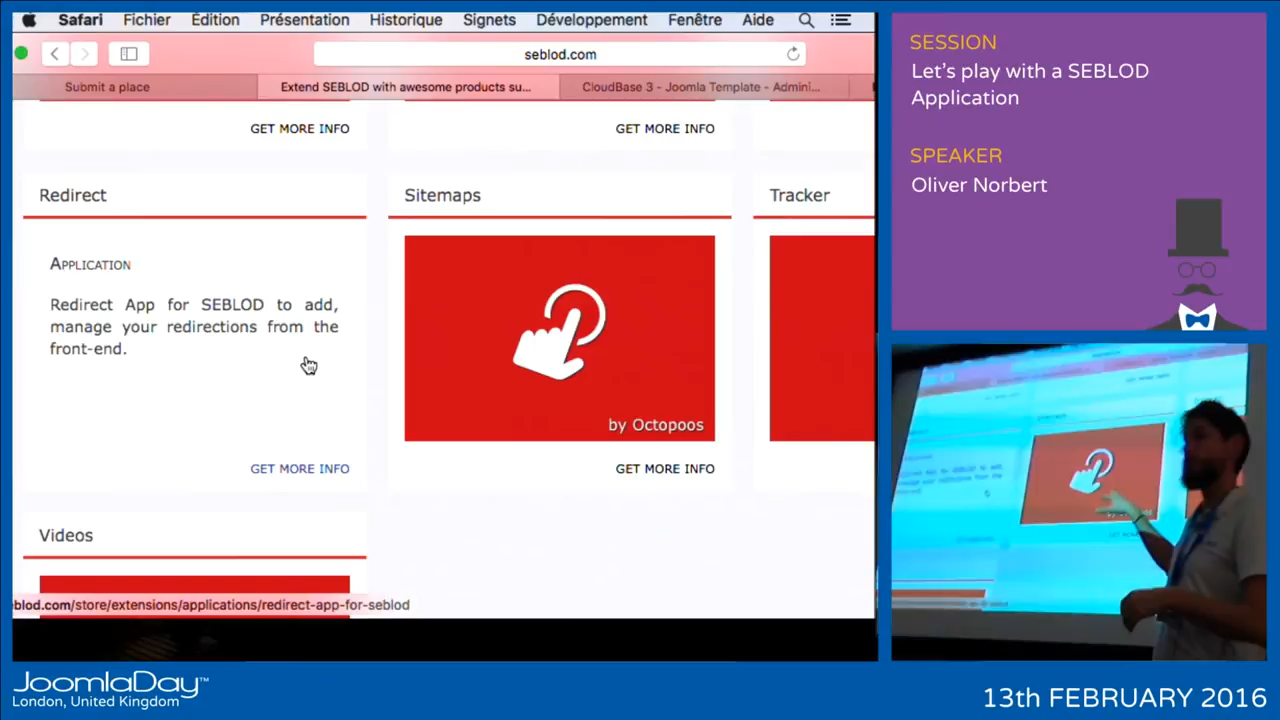 Safari Fichier Édition Présentation Historique Signets Développement Fenêtre Aide
seblod.com
Submit a place
Extend SEBLOD with awesome products su...
CloudBase 3 - Joomla Template - Admini...
GET MORE INFO
GET MORE INFO
Redirect
Sitemaps
Tracker
APPLICATION
Redirect App for SEBLOD to add,
manage your redirections from the
front-end.
by Octopoos
GET MORE INFO
GET MORE INFO
Videos
eblod.com/store/extensions/applications/redirect-app-for-seblod
SESSION
Let's play with a SEBLOD
Application
SPEAKER
Oliver Norbert
JoomlaDay™
London, United Kingdom
13th FEBRUARY 2016